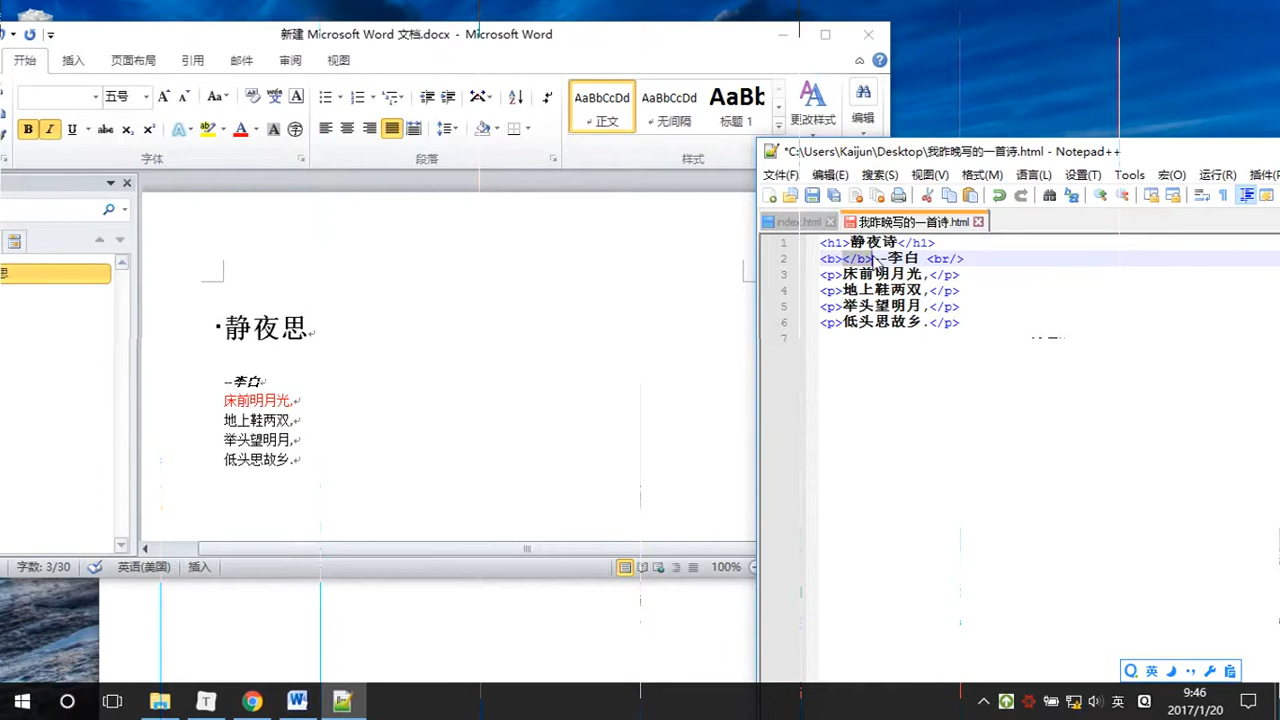 新建 Microsoft Word 文档.docx - Microsoft Word
开始 插入 页面布局 引用 邮件 审阅 视图
五号
AaBbCcDd AaBbCcDd AaBb
正文 无间隔 标题 1 更改样式 编辑
字体 段落 样式
静夜思
--李白
床前明月光,
地上鞋两双,
举头望明月,
低头思故乡.
思
字数: 3/30 英语(美国) 插入 100%
*C:\Users\Kaijun\Desktop\我昨晚写的一首诗.html - Notepad++
文件(F) 编辑(E) 搜索(S) 视图(V) 格式(M) 语言(L) 设置(T) Tools 宏(O) 运行(R) 插件(P
index.html 我昨晚写的一首诗.html
1 <h1>静夜诗</h1>
2 <b></b>--李白 <br/>
3 <p>床前明月光,</p>
4 <p>地上鞋两双,</p>
5 <p>举头望明月,</p>
6 <p>低头思故乡.</p>
7
英
英
9:46
2017/1/20